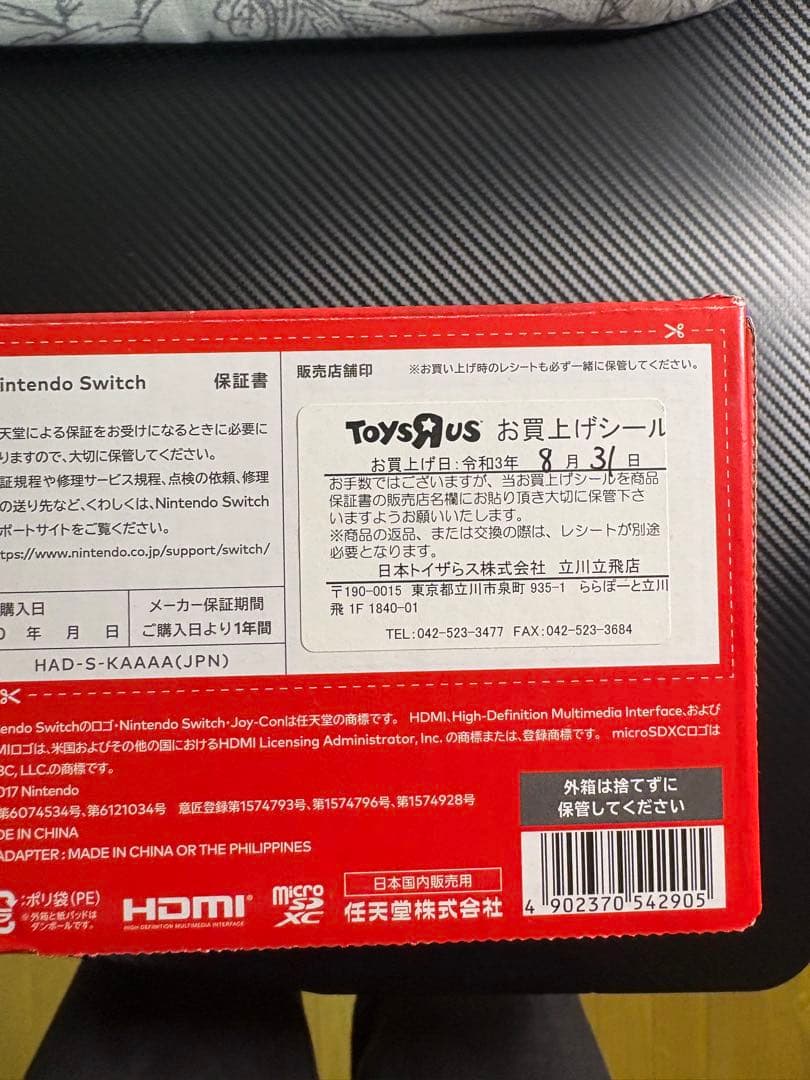 intendo Switch 保証書
天堂による保証をお受けになるときに必要に
りますので、大切に保管してください。
証規程や修理サービス規程、点検の依頼、修理
の送り先など、くわしくは、Nintendo Switch
ポートサイトをご覧ください。
tps://www.nintendo.co.jp/support/switch/
購入日
年 月 日
メーカー保証期間
ご購入日より1年間
HAD-S-KAAAA(JPN)
販売店舗印 ※お買い上げ時のレシートも必ず一緒に保管してください。
TOYSЯUS お買上げシール
お買上げ日:令和3年 8月 31日
お手数ではございますが、当お買上げシールを商品
保証書の販売店名欄にお貼り頂き大切に保管下さ
いますようお願いいたします。
※商品の返品、または交換の際は、レシートが別途
必要となります。
日本トイザらス株式会社 立川立飛店
〒190-0015 東京都立川市泉町 935-1 ららぽーと立川
飛 1F 1840-01
TEL:042-523-3477 FAX:042-523-3684
tendo Switchのロゴ・Nintendo Switch・Joy-Conは任天堂の商標です。 HDMI、High-Definition Multimedia Interface、および
MIロゴは、米国およびその他の国におけるHDMI Licensing Administrator, Inc. の商標または、登録商標です。 microSDXCロゴは
3C, LLC.の商標です。
017 Nintendo
第6074534号、第6121034号 意匠登録第1574793号、第1574796号、第1574928号
DE IN CHINA
ADAPTER : MADE IN CHINA OR THE PHILIPPINES
:ポリ袋(PE)
※外箱と紙パッドは
ダンボールです。
HDMI
HIGH-DEFINITION MULTIMEDIA INTERFACE
micro SD XC
日本国内販売用
任天堂株式会社
外箱は捨てずに
保管してください
4 902370 542905